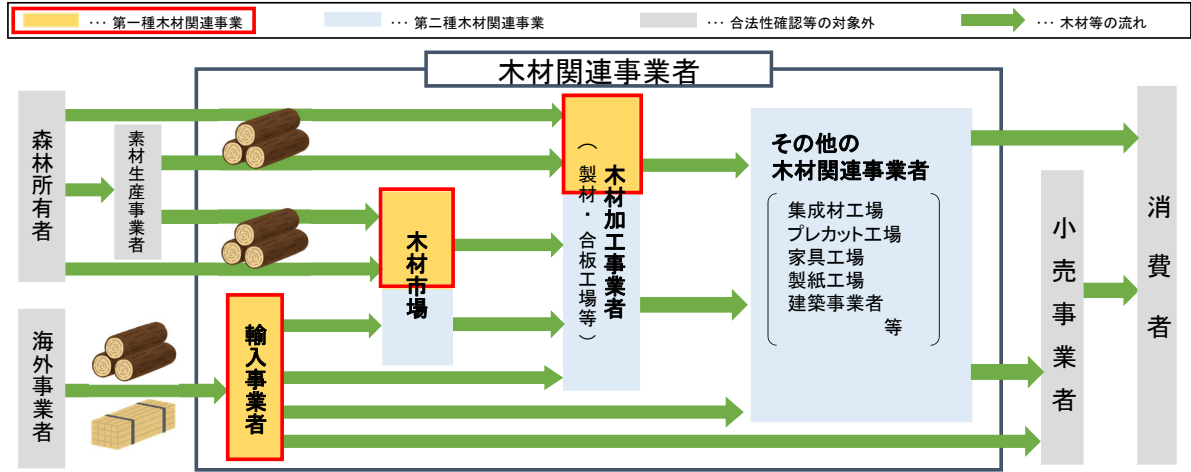 … 第一種木材関連事業
… 第二種木材関連事業
… 合法性確認等の対象外
… 木材等の流れ
木材関連事業者
森林所有者
素材生産事業者
海外事業者
輸入事業者
木材市場
木材加工事業者
（製材・合板工場等）
その他の
木材関連事業者
集成材工場
プレカット工場
家具工場
製紙工場
建築事業者
等
小売事業者
消費者